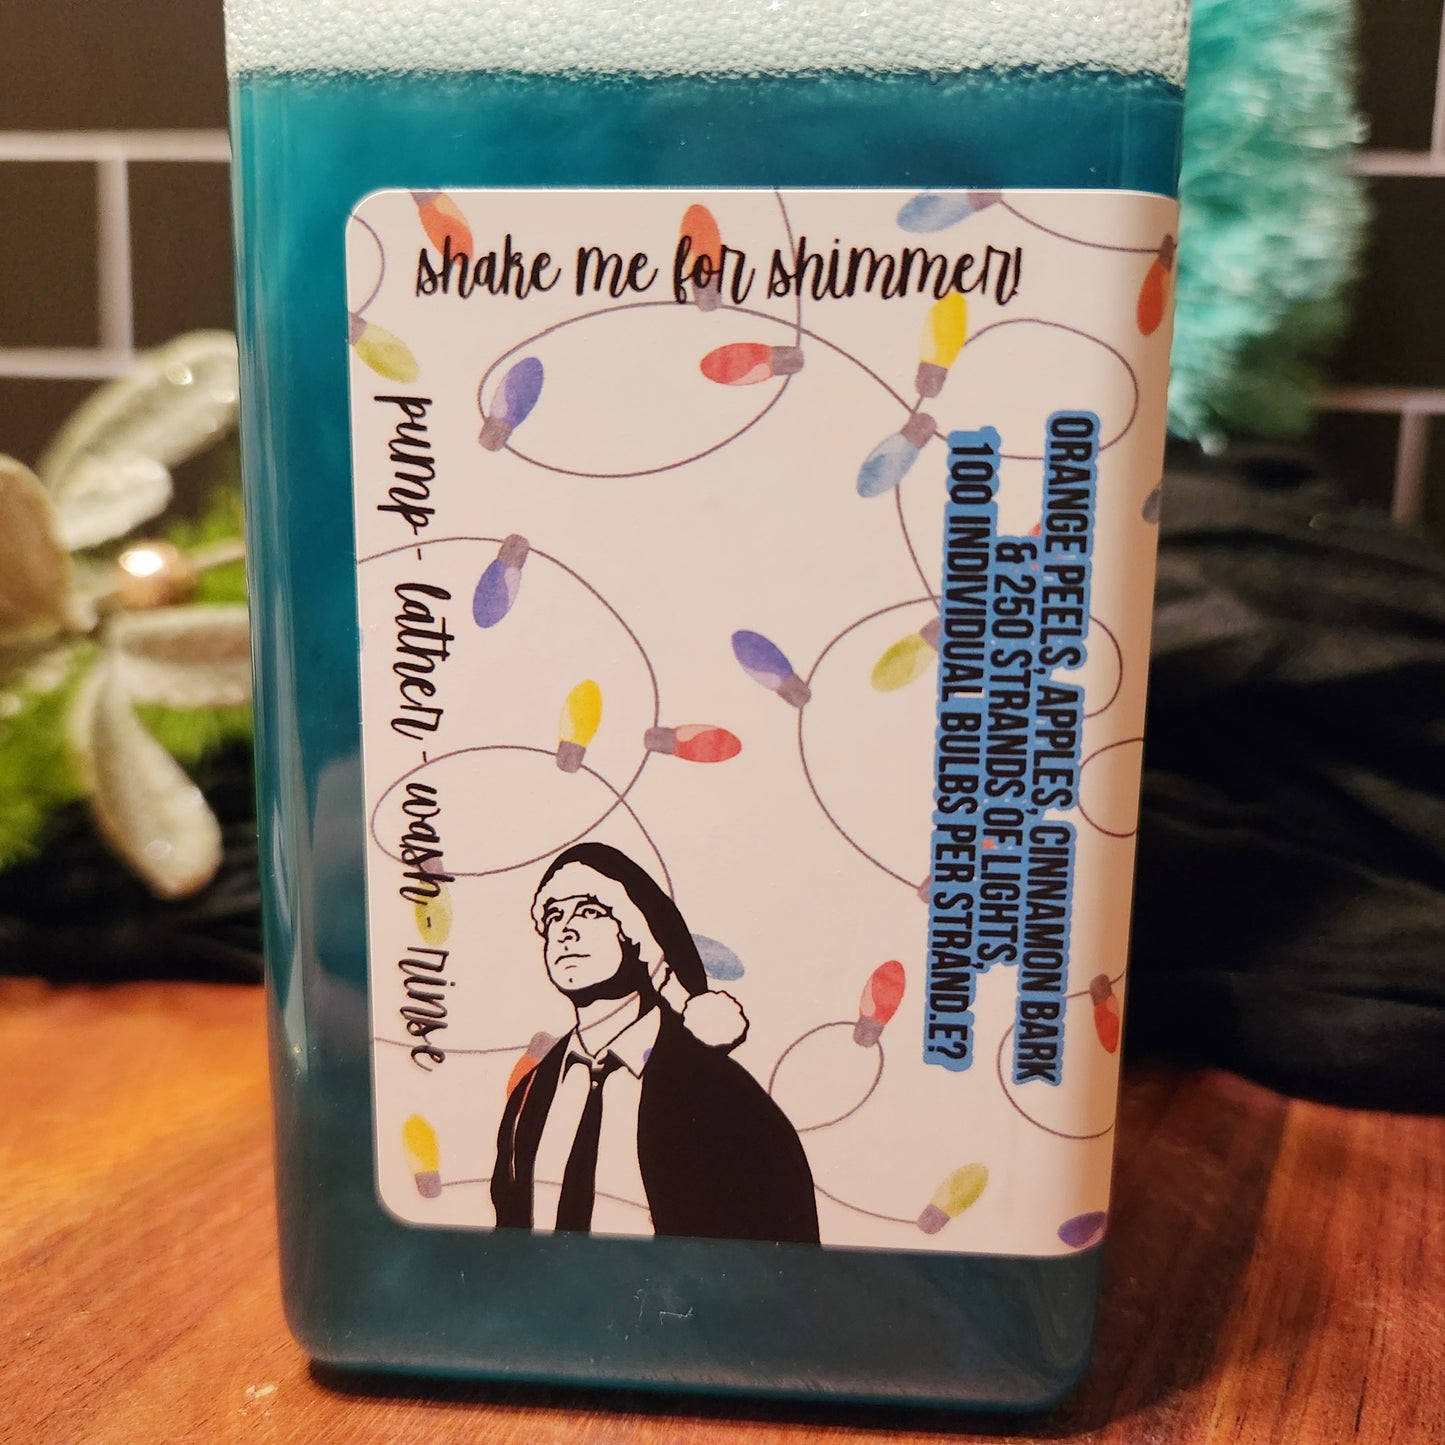 shake me for shimmer!
pump - lather - wash - rinse
ORANGE PEELS, APPLES, CINNAMON BARK
& 250 STRANDS OF LIGHTS,
100 INDIVIDUAL BULBS PER STRAND.E?